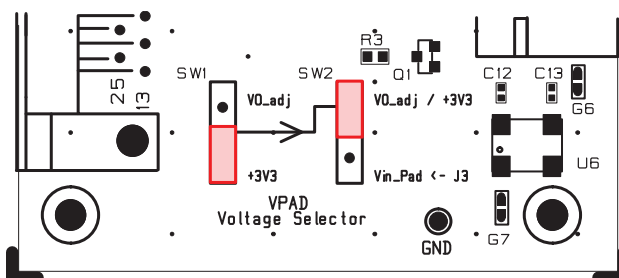 R3
Q1
SW1
SW2
C12
C13
25
13
VO_adj
VO_adj / +3V3
G6
+3V3
Vin_Pad <- J3
U6
VPAD
Voltage Selector
GND
G7